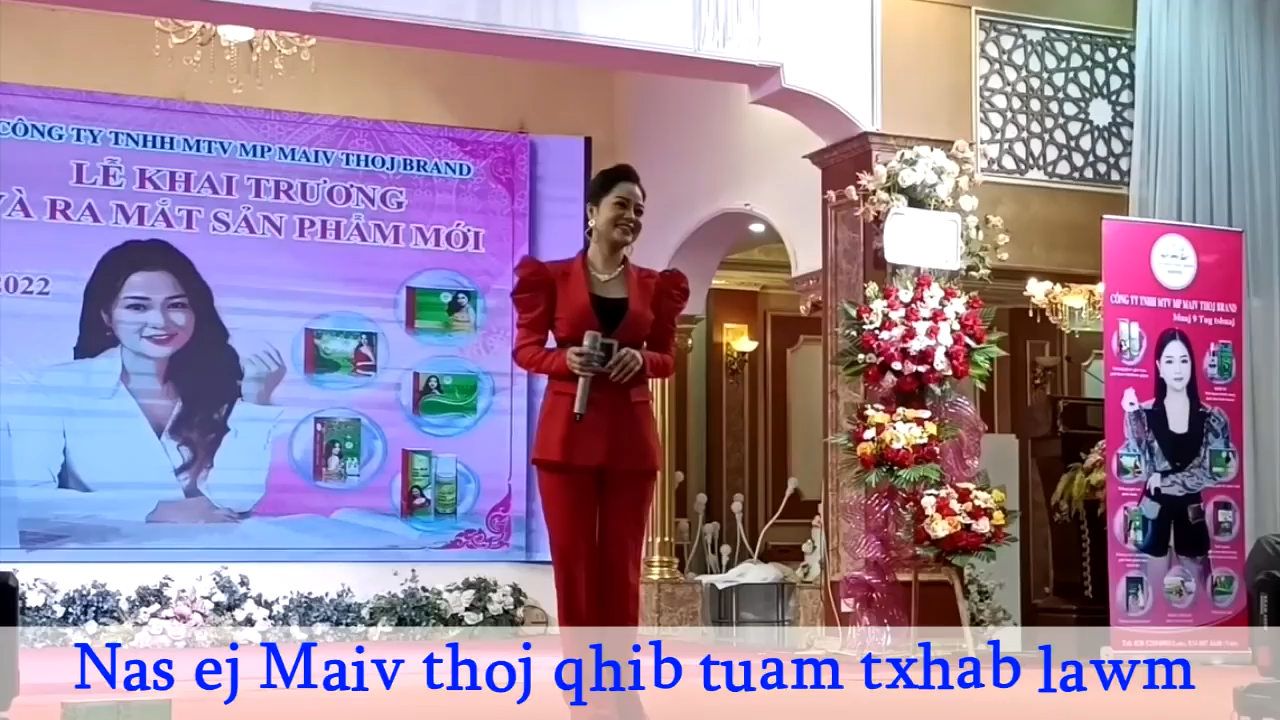 CÔNG TY TNHH MTV MP MAIV THOJ BRAND
LỄ KHAI TRƯƠNG
VÀ RA MẮT SẢN PHẨM MỚI
2022
CÔNG TY TNHH MTV MP MAIV THOJ BRAND
Nas ej Maiv thoj qhib tuam txhab lawm